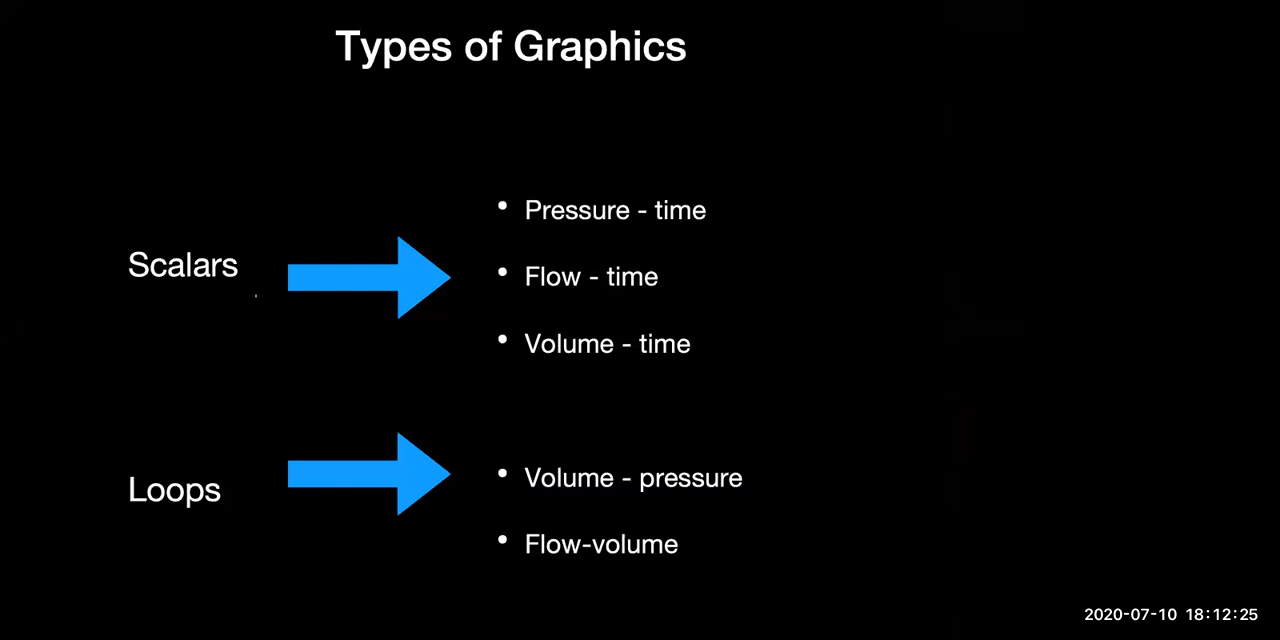 Types of Graphics
Scalars
• Pressure - time
• Flow - time
• Volume - time
Loops
• Volume - pressure
• Flow-volume
2020-07-10 18:12:25